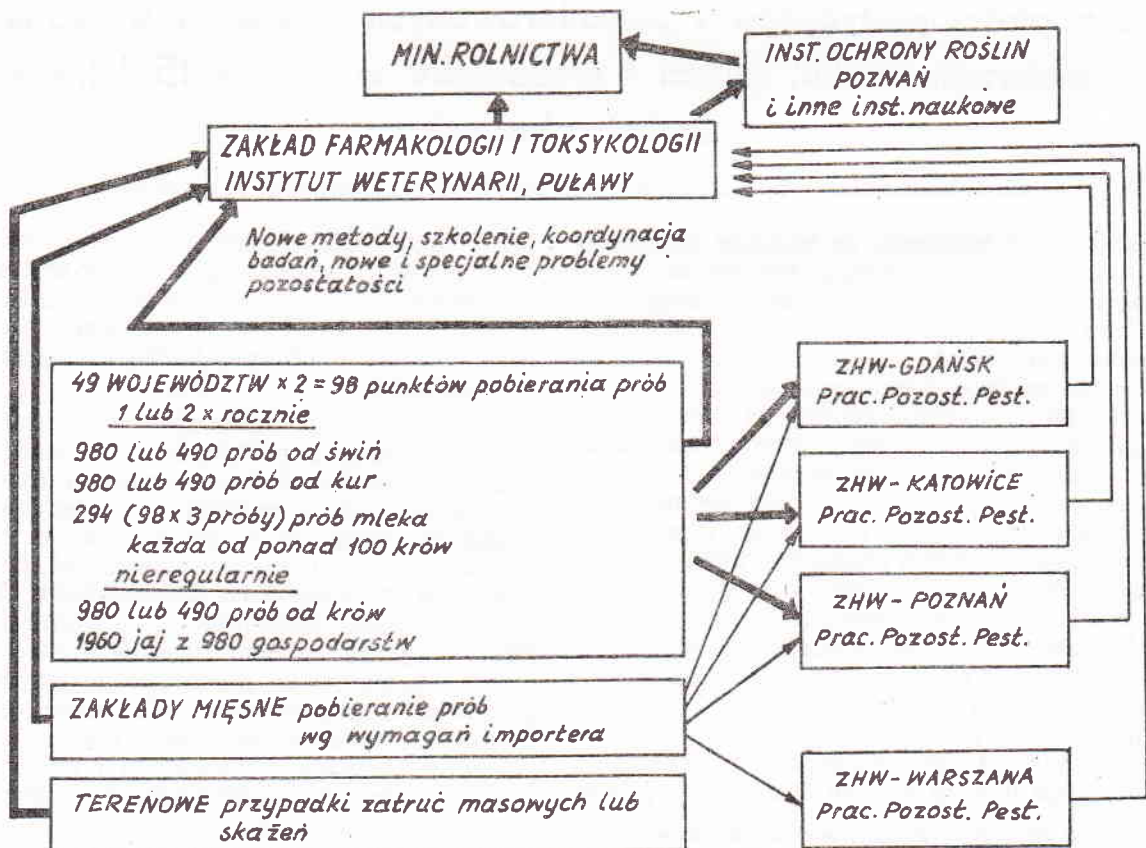 MIN. ROLNICTWA
INST. OCHRONY ROŚLIN
POZNAŃ
i inne inst. naukowe
ZAKŁAD FARMAKOLOGII I TOKSYKOLOGII
INSTYTUT WETERYNARII, PUŁAWY
Nowe metody, szkolenie, koordynacja
badań, nowe i specjalne problemy
pozostałości
49 WOJEWÓDZTW x 2 = 98 punktów pobierania prób
1 lub 2 x rocznie
980 lub 490 prób od świń
980 lub 490 prób od kur
294 (98 x 3 próby) prób mleka
każda od ponad 100 krów
nieregularnie
980 lub 490 prób od krów
1960 jaj z 980 gospodarstw
ZAKŁADY MIĘSNE pobieranie prób
wg wymagań importera
TERENOWE przypadki zatruć masowych lub
skażeń
ZHW-GDAŃSK
Prac. Pozost. Pest.
ZHW - KATOWICE
Prac. Pozost. Pest.
ZHW - POZNAŃ
Prac. Pozost. Pest.
ZHW - WARSZAWA
Prac. Pozost. Pest.